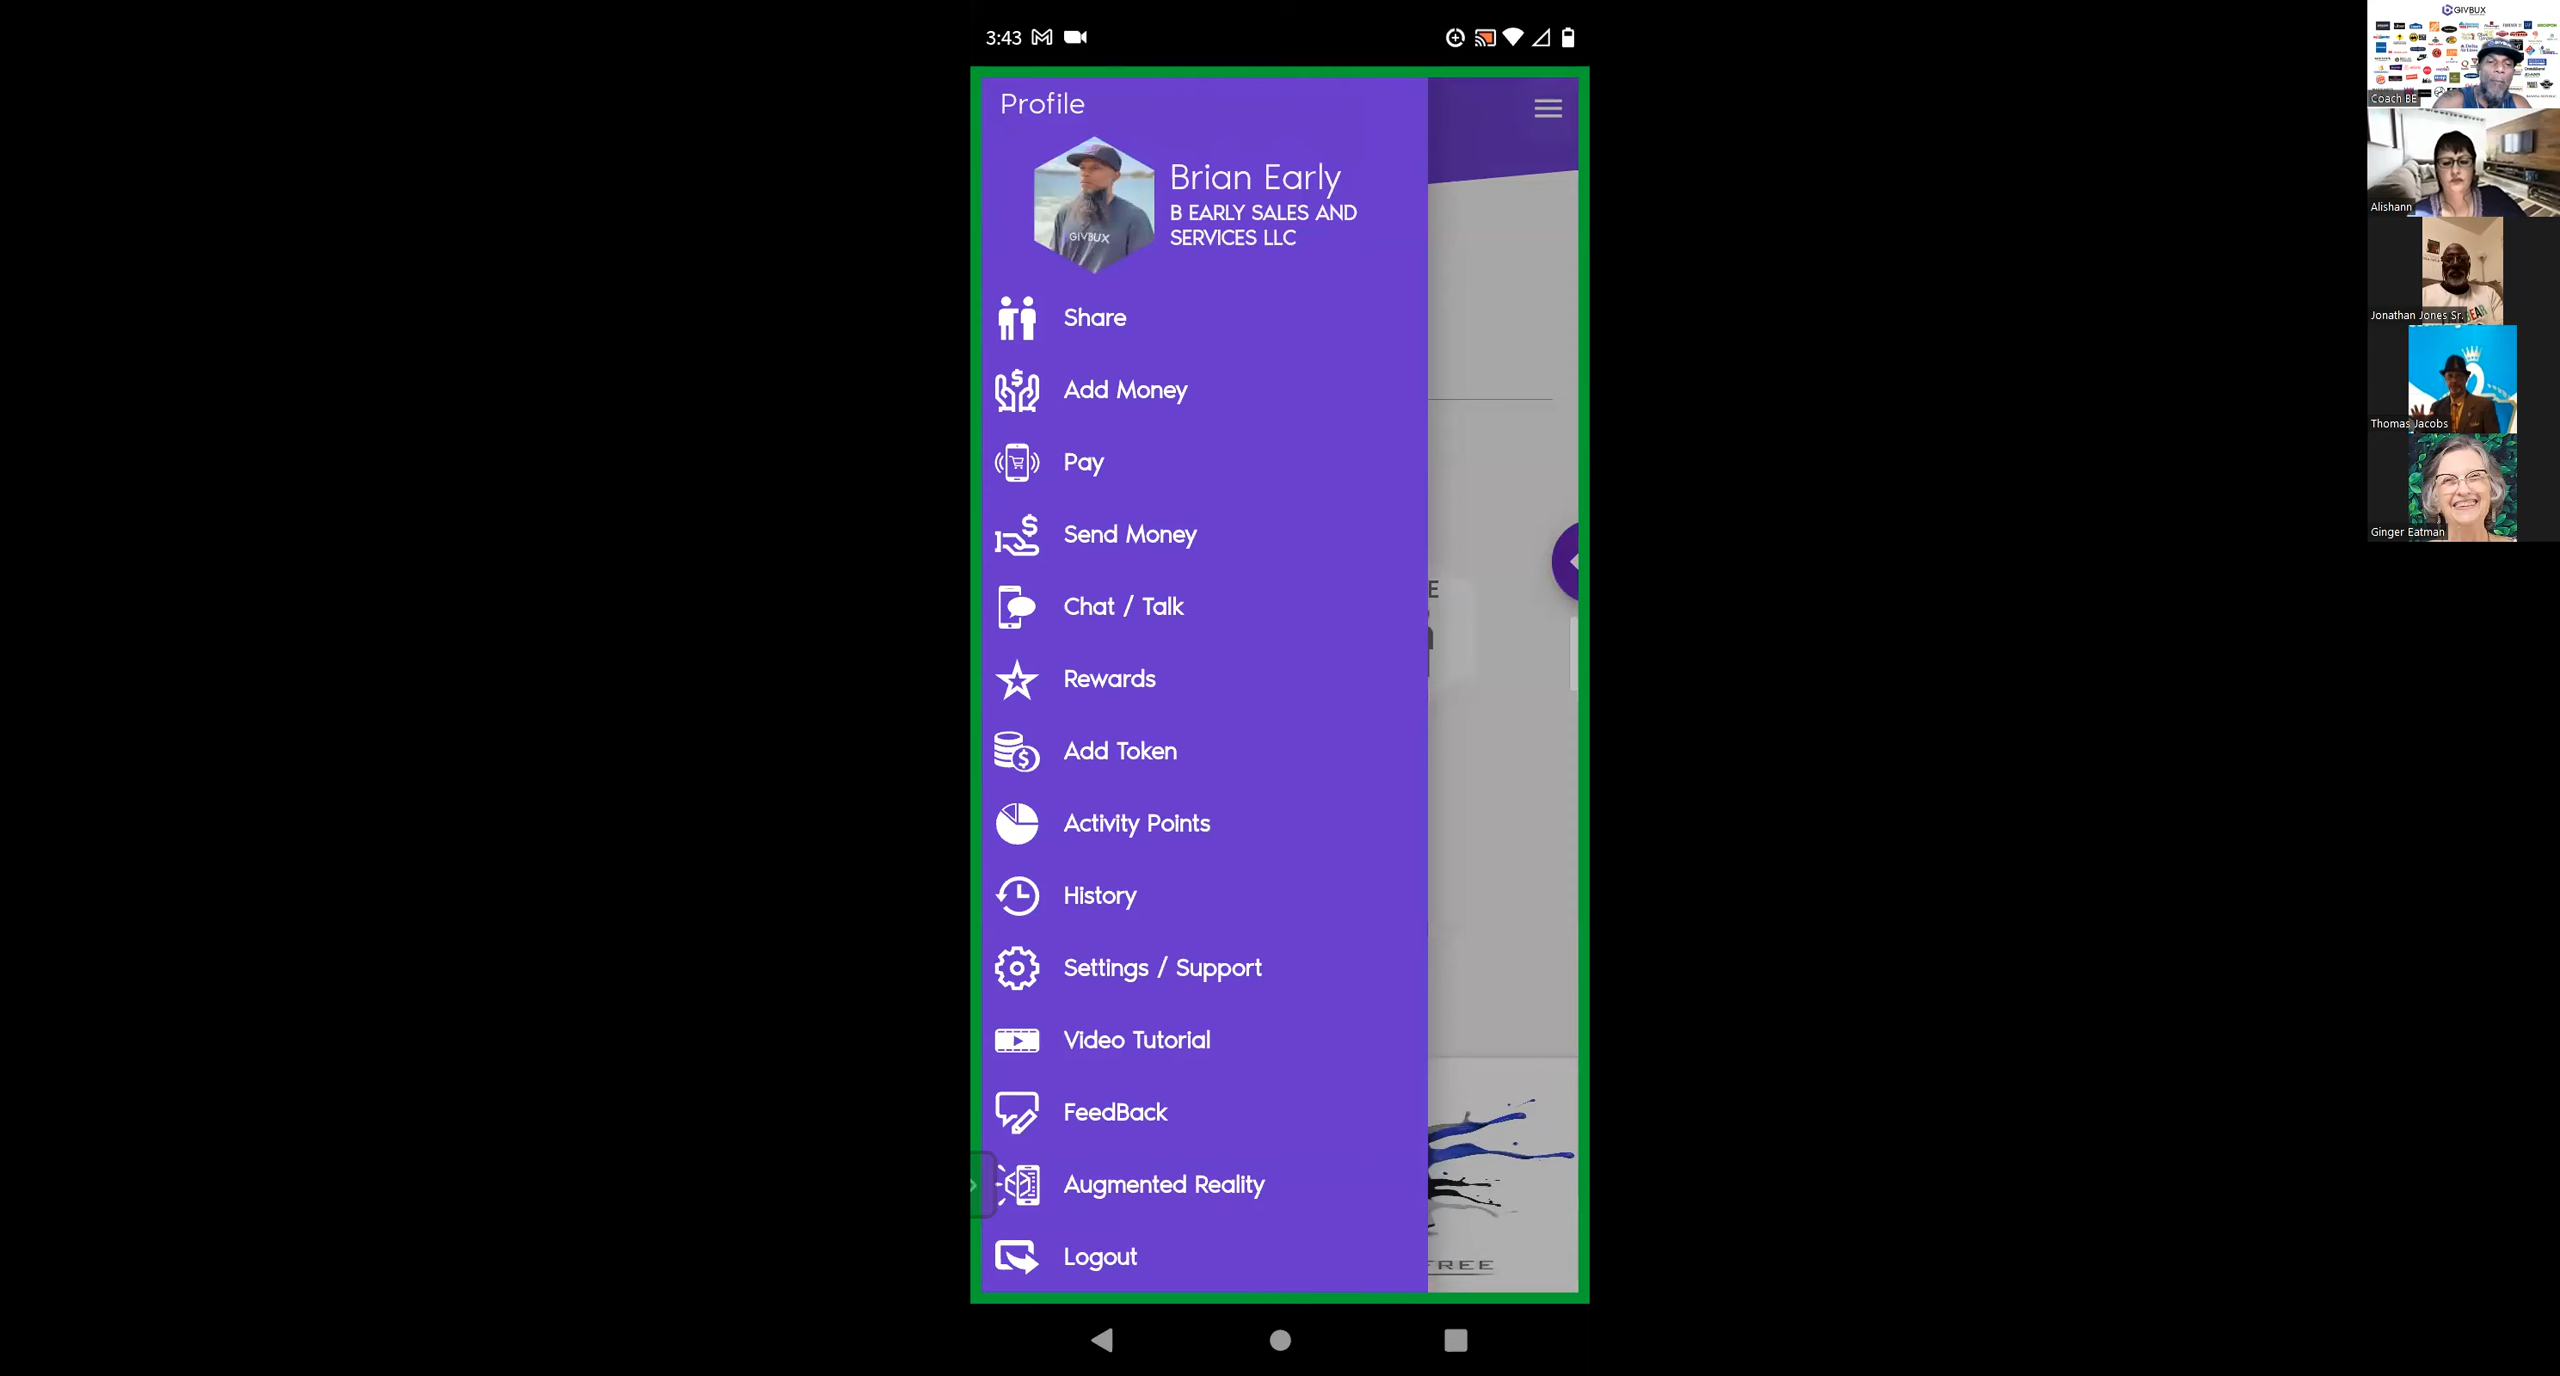 3:43
Profile
GIVBUX
Brian Early
B EARLY SALES AND
SERVICES LLC
Share
Add Money
Pay
Send Money
Chat / Talk
Rewards
Add Token
Activity Points
History
Settings / Support
Video Tutorial
FeedBack
Augmented Reality
Logout
E
FREE
GIVBUX
Coach BE
Alishann
Jonathan Jones Sr.
BEAR
Thomas Jacobs
Ginger Eatman